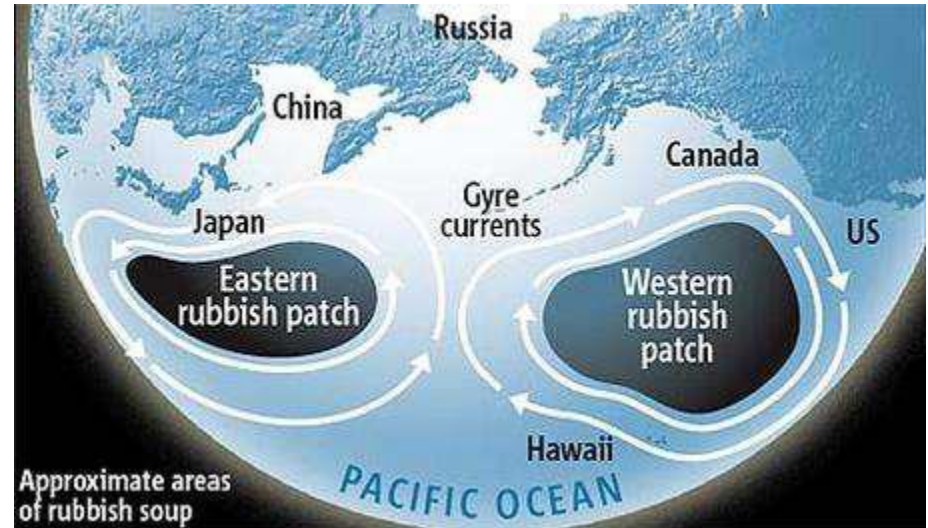 Russia
China
Canada
Gyre
currents
Japan
US
Eastern
rubbish patch
Western
rubbish
patch
Hawaii
PACIFIC OCEAN
Approximate areas
of rubbish soup